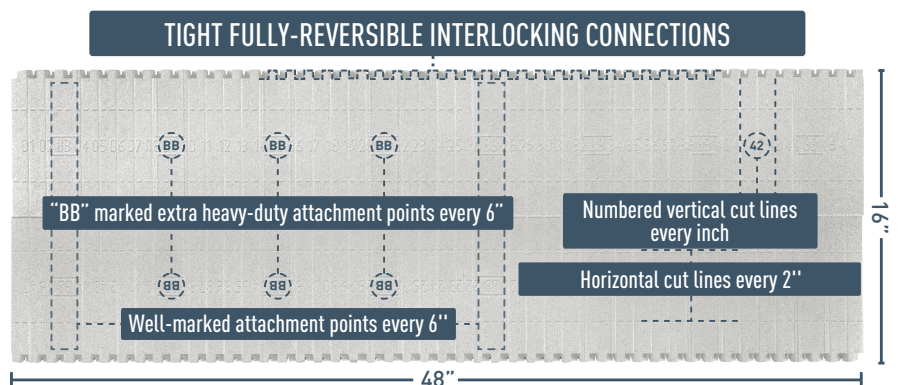 TIGHT FULLY-REVERSIBLE INTERLOCKING CONNECTIONS
BB BB BB
42
"BB" marked extra heavy-duty attachment points every 6"
Numbered vertical cut lines
every inch
16"
Horizontal cut lines every 2''
BB BB BB
Well-marked attachment points every 6''
48"